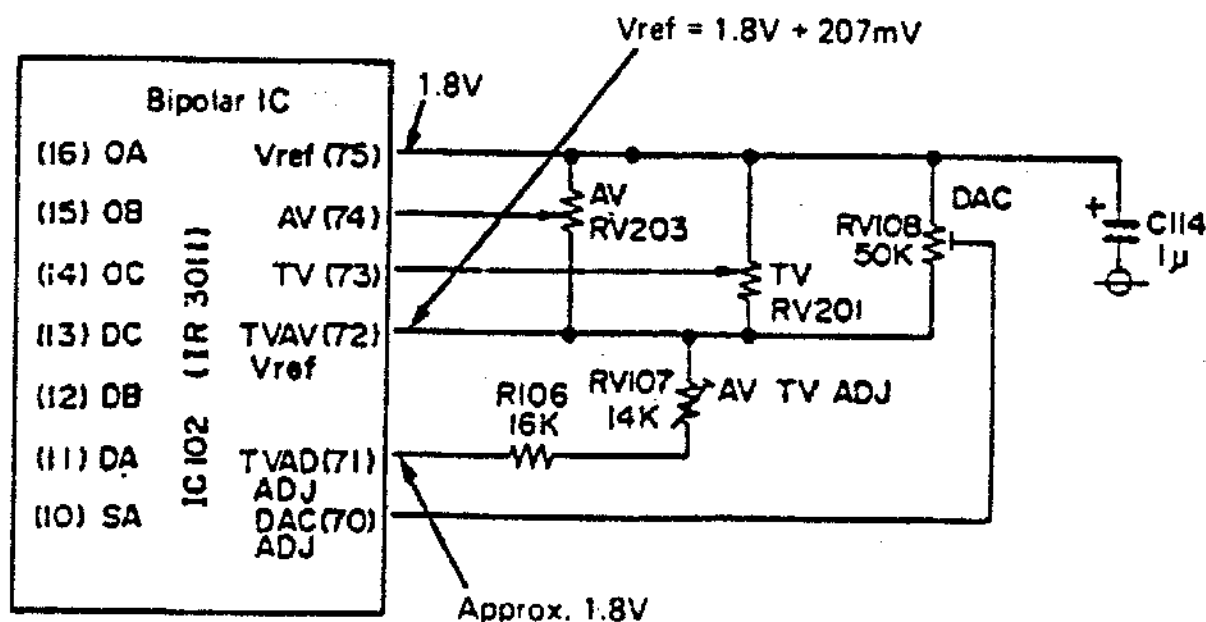 Vref = 1.8V + 207mV
1.8V
Bipolar IC
(16) OA
Vref (75)
(15) OB
AV (74)
(14) OC
TV (73)
(13) DC
TVAV (72)
Vref
(12) DB
(11) DA
TVAD (71)
ADJ
(10) SA
DAC (70)
ADJ
IC102 (IR 3011)
AV
RV203
TV
RV201
DAC
RV108
50K
+
C114
1μ
R106
16K
RV107
14K
AV TV ADJ
Approx. 1.8V